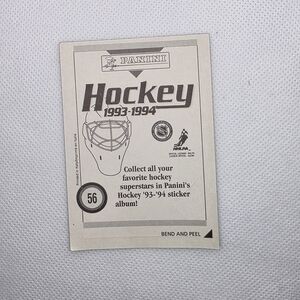 PANINI
Hockey
1993-1994
NHLPA
Collect all your
favorite hockey
superstars in Panini's
Hockey '93-'94 sticker
album!
56
BEND AND PEEL